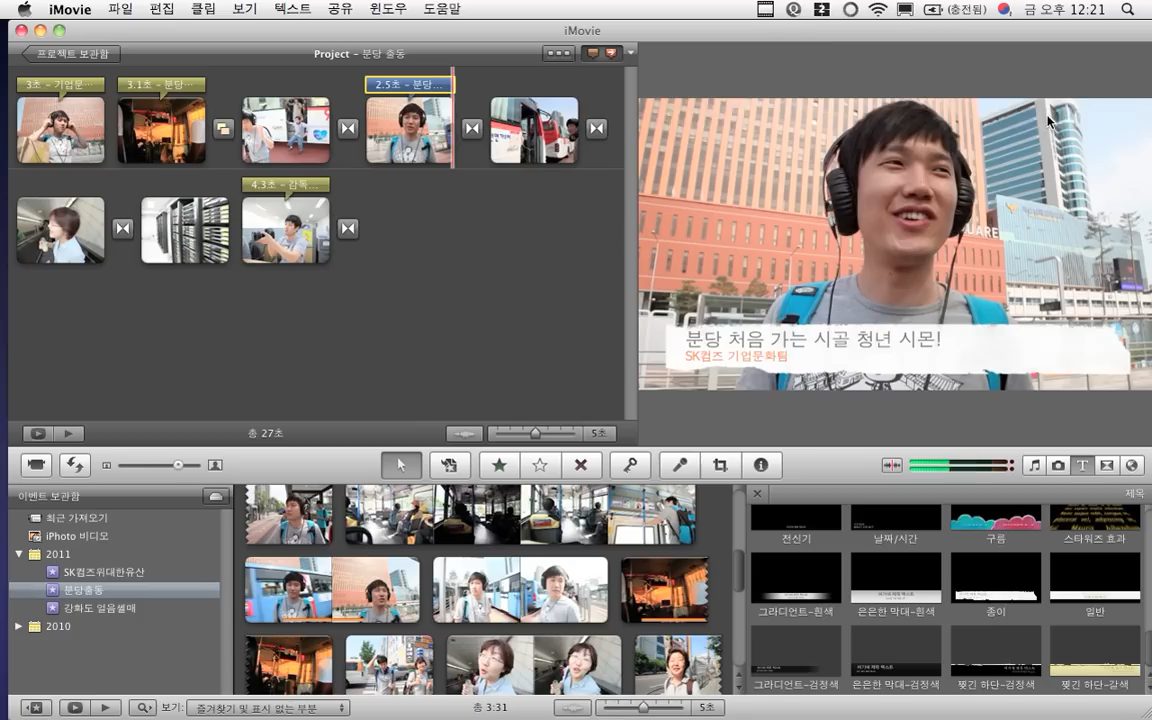 iMovie 파일 편집 클립 보기 텍스트 공유 윈도우 도움말
(충전됨) 금 오후 12:21
iMovie
프로젝트 보관함
Project - 분당 출동
3초 - 기업문…
3.1초 - 분당…
2.5초 - 분당…
4.3초 - 감독…
SQUARE
분당 처음 가는 시골 청년 시몬!
SK컴즈 기업문화팀
총 27초
5초
이벤트 보관함
최근 가져오기
iPhoto 비디오
2011
SK컴즈위대한유산
분당출동
강화도 얼음썰매
2010
제목
전신기
날짜/시간
구름
스타워즈 효과
그라디언트-흰색
은은한 막대-흰색
종이
일반
그라디언트-검정색
은은한 막대-검정색
찢긴 하단-검정색
찢긴 하단-갈색
보기: 즐겨찾기 및 표시 없는 부분
총 3:31
5초